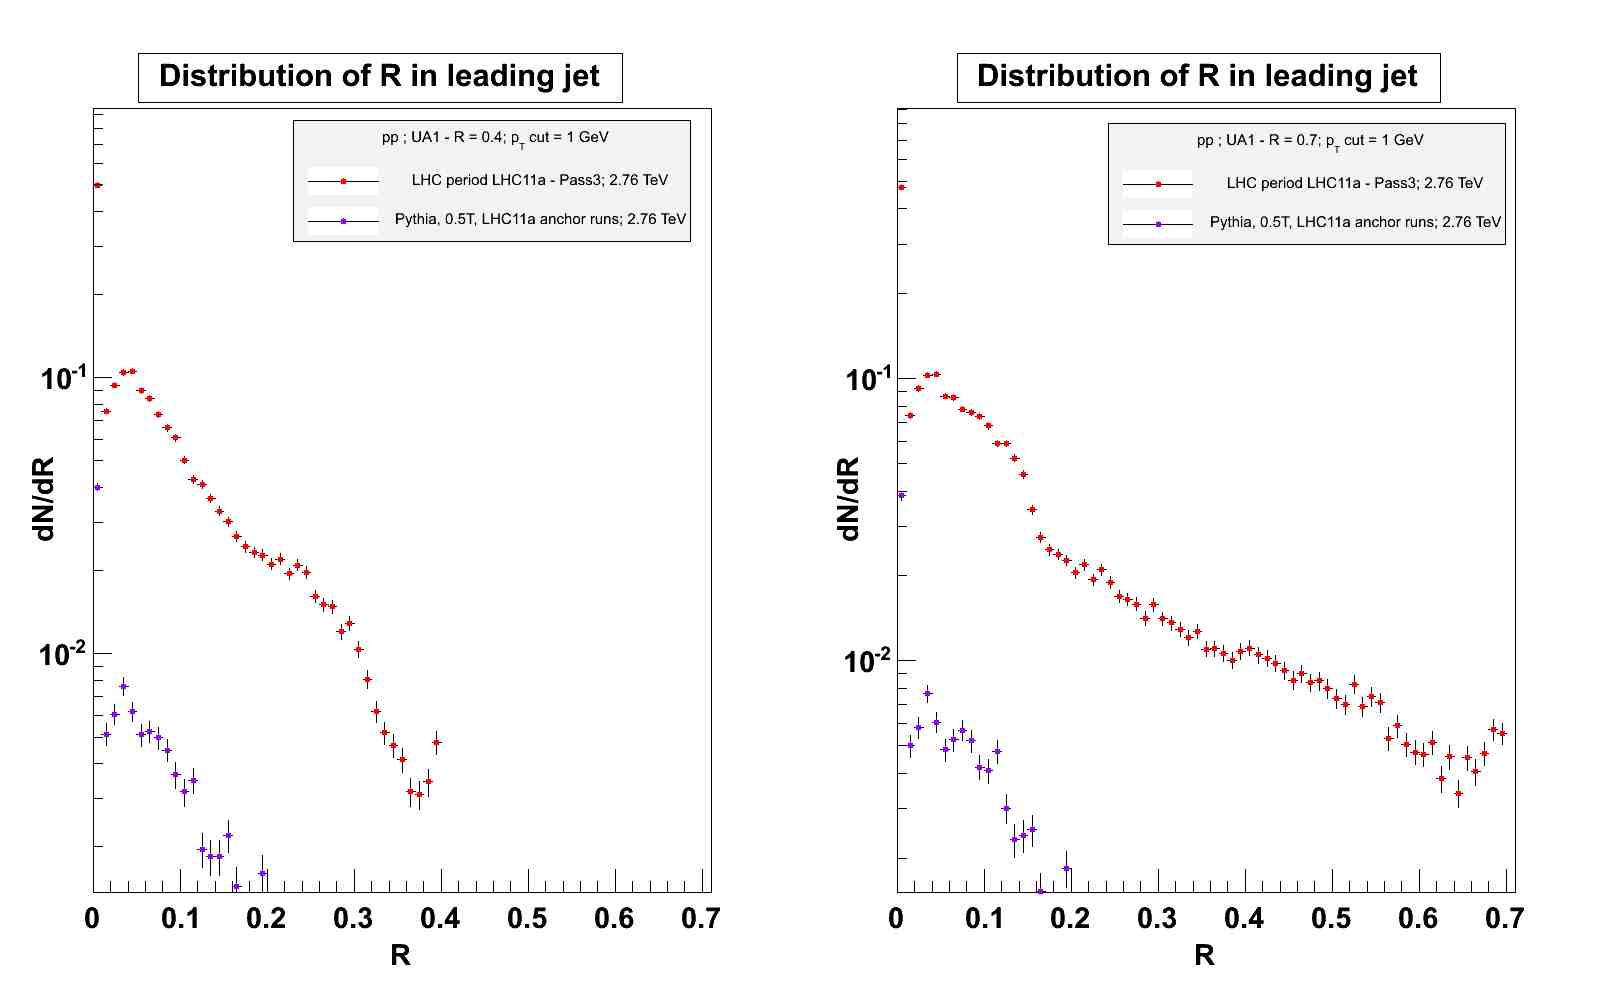 Distribution of R in leading jet
pp ; UA1 - R = 0.4; pT cut = 1 GeV
LHC period LHC11a - Pass3; 2.76 TeV
Pythia, 0.5T, LHC11a anchor runs; 2.76 TeV
dN/dR
10-1
10-2
0 0.1 0.2 0.3 0.4 0.5 0.6 0.7
R
Distribution of R in leading jet
pp ; UA1 - R = 0.7; pT cut = 1 GeV
LHC period LHC11a - Pass3; 2.76 TeV
Pythia, 0.5T, LHC11a anchor runs; 2.76 TeV
dN/dR
10-1
10-2
0 0.1 0.2 0.3 0.4 0.5 0.6 0.7
R